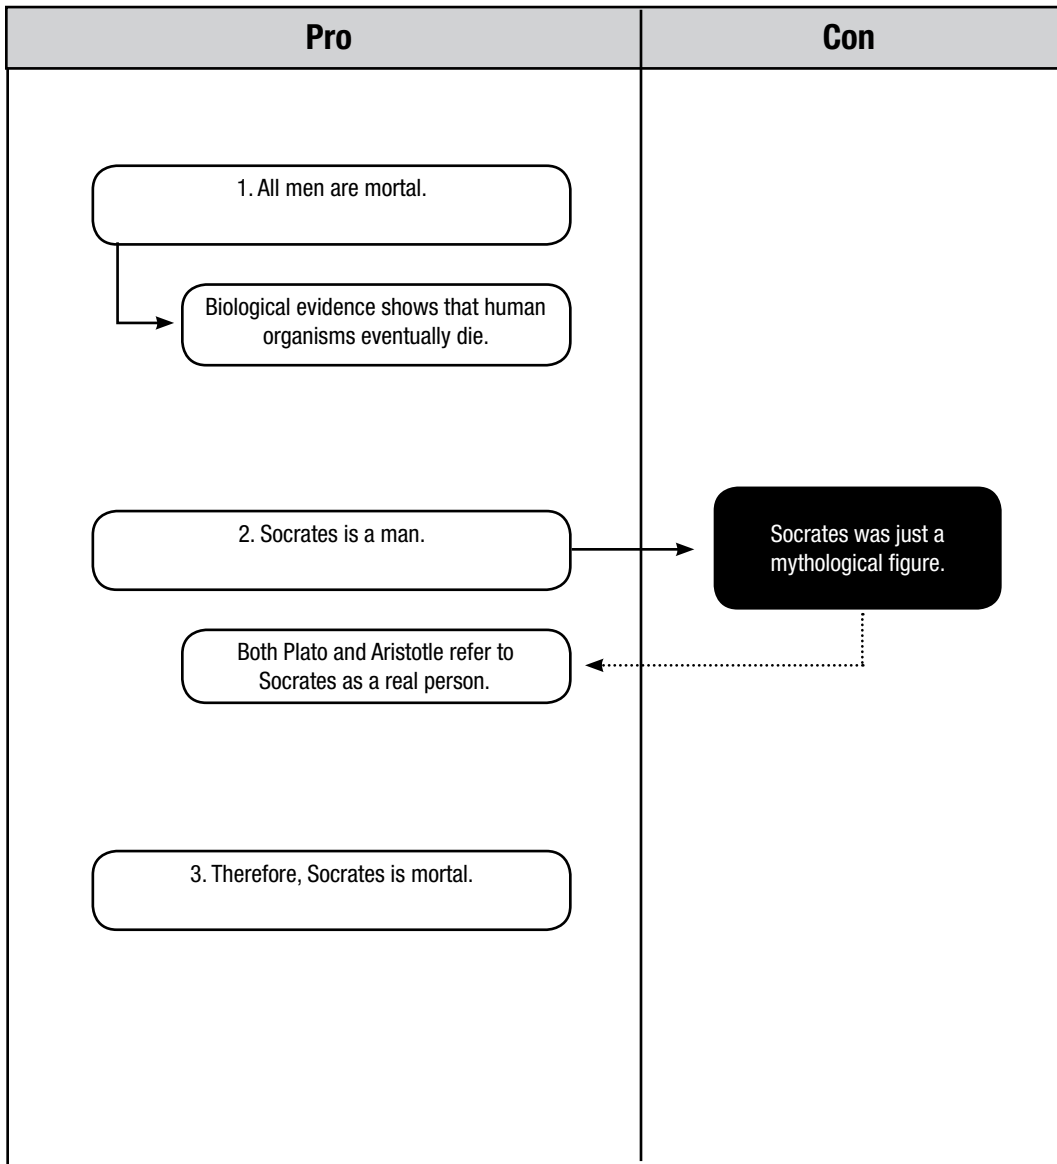 Pro
Con
1. All men are mortal.
Biological evidence shows that human
organisms eventually die.
2. Socrates is a man.
Socrates was just a
mythological figure.
Both Plato and Aristotle refer to
Socrates as a real person.
3. Therefore, Socrates is mortal.